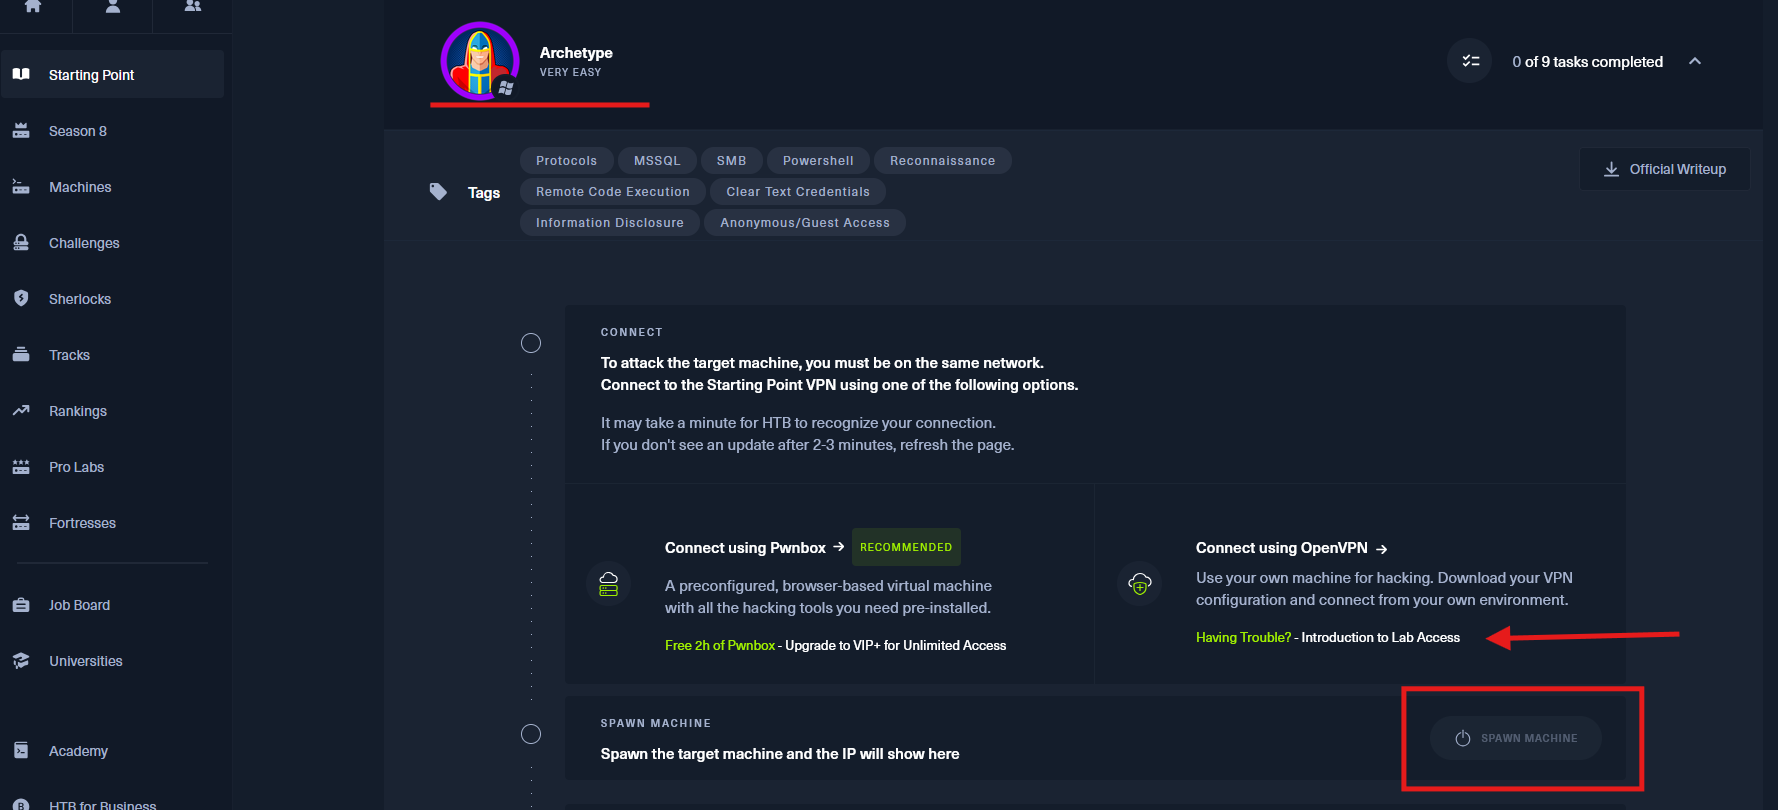 Archetype
VERY EASY
0 of 9 tasks completed
Starting Point
Season 8
Machines
Challenges
Sherlocks
Tracks
Rankings
Pro Labs
Fortresses
Job Board
Universities
Academy
HTB for Business
Tags
Protocols
MSSQL
SMB
Powershell
Reconnaissance
Remote Code Execution
Clear Text Credentials
Information Disclosure
Anonymous/Guest Access
Official Writeup
CONNECT
To attack the target machine, you must be on the same network.
Connect to the Starting Point VPN using one of the following options.
It may take a minute for HTB to recognize your connection.
If you don't see an update after 2-3 minutes, refresh the page.
Connect using Pwnbox → RECOMMENDED
A preconfigured, browser-based virtual machine
with all the hacking tools you need pre-installed.
Free 2h of Pwnbox - Upgrade to VIP+ for Unlimited Access
Connect using OpenVPN →
Use your own machine for hacking. Download your VPN
configuration and connect from your own environment.
Having Trouble? - Introduction to Lab Access
SPAWN MACHINE
Spawn the target machine and the IP will show here
SPAWN MACHINE